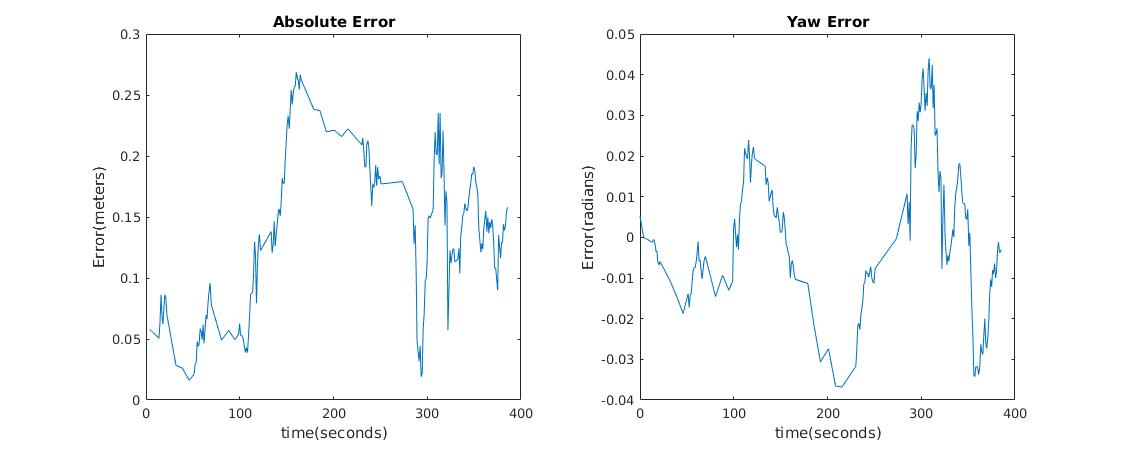 Absolute Error
0.3
0.25
0.2
0.15
0.1
0.05
0
Error(meters)
0 100 200 300 400
time(seconds)
Yaw Error
0.05
0.04
0.03
0.02
0.01
0
-0.01
-0.02
-0.03
-0.04
Error(radians)
0 100 200 300 400
time(seconds)